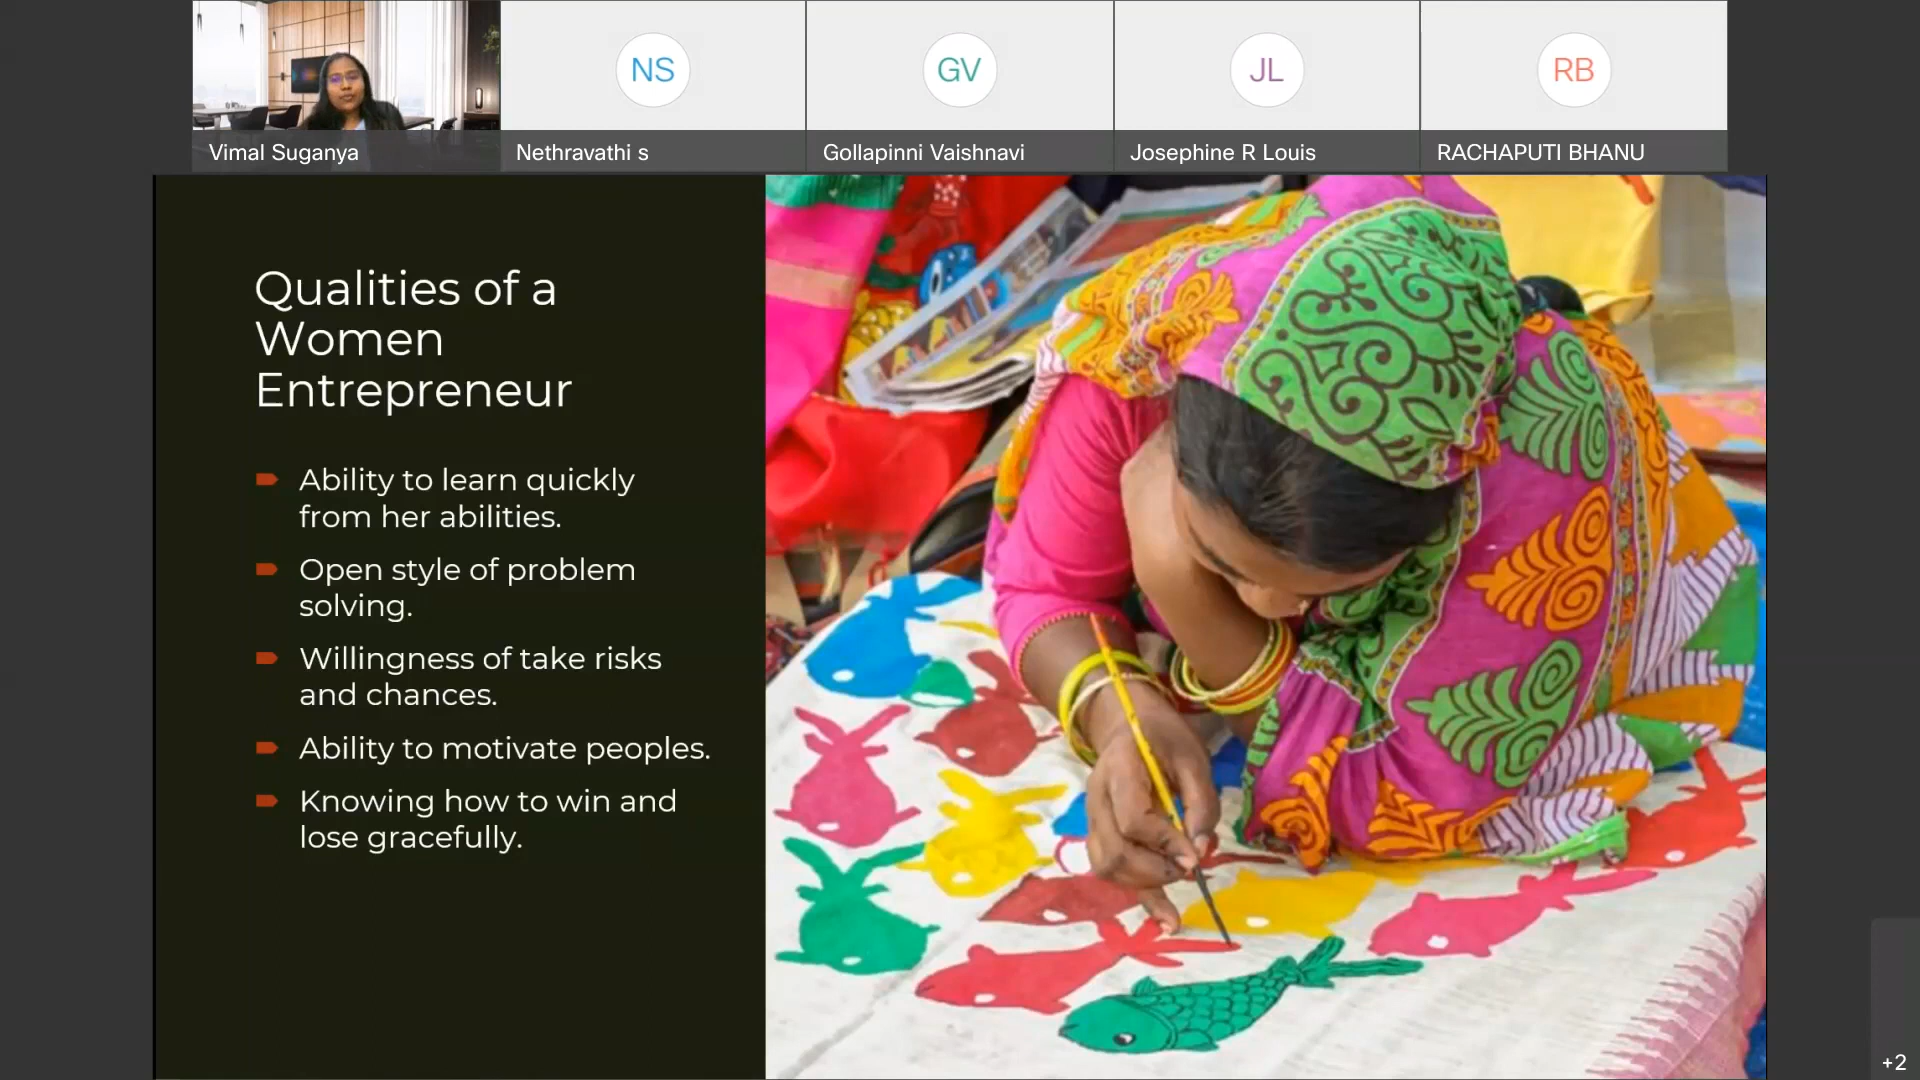 NS
GV
JL
RB
Vimal Suganya
Nethravathi s
Gollapinni Vaishnavi
Josephine R Louis
RACHAPUTI BHANU
Qualities of a
Women
Entrepreneur
Ability to learn quickly
from her abilities.
Open style of problem
solving.
Willingness of take risks
and chances.
Ability to motivate peoples.
Knowing how to win and
lose gracefully.
+2